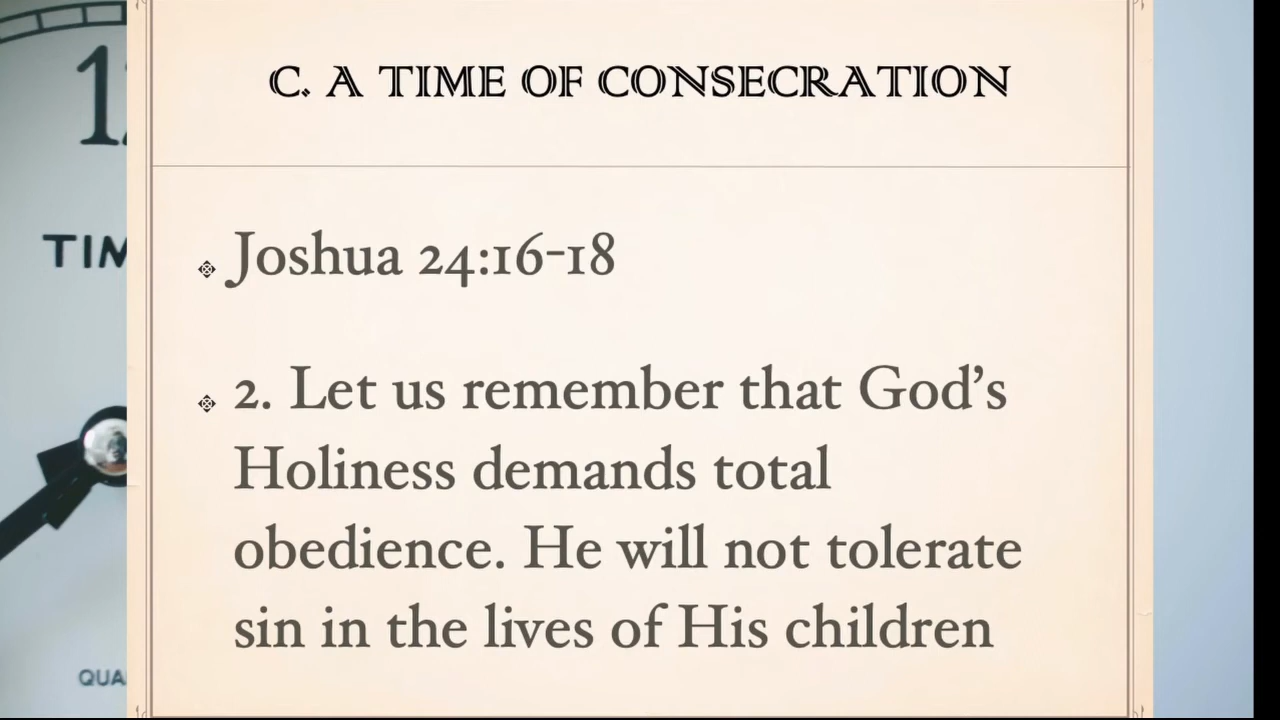 C. A TIME OF CONSECRATION
Joshua 24:16-18
2. Let us remember that God's
Holiness demands total
obedience. He will not tolerate
sin in the lives of His children
TIM
QUA